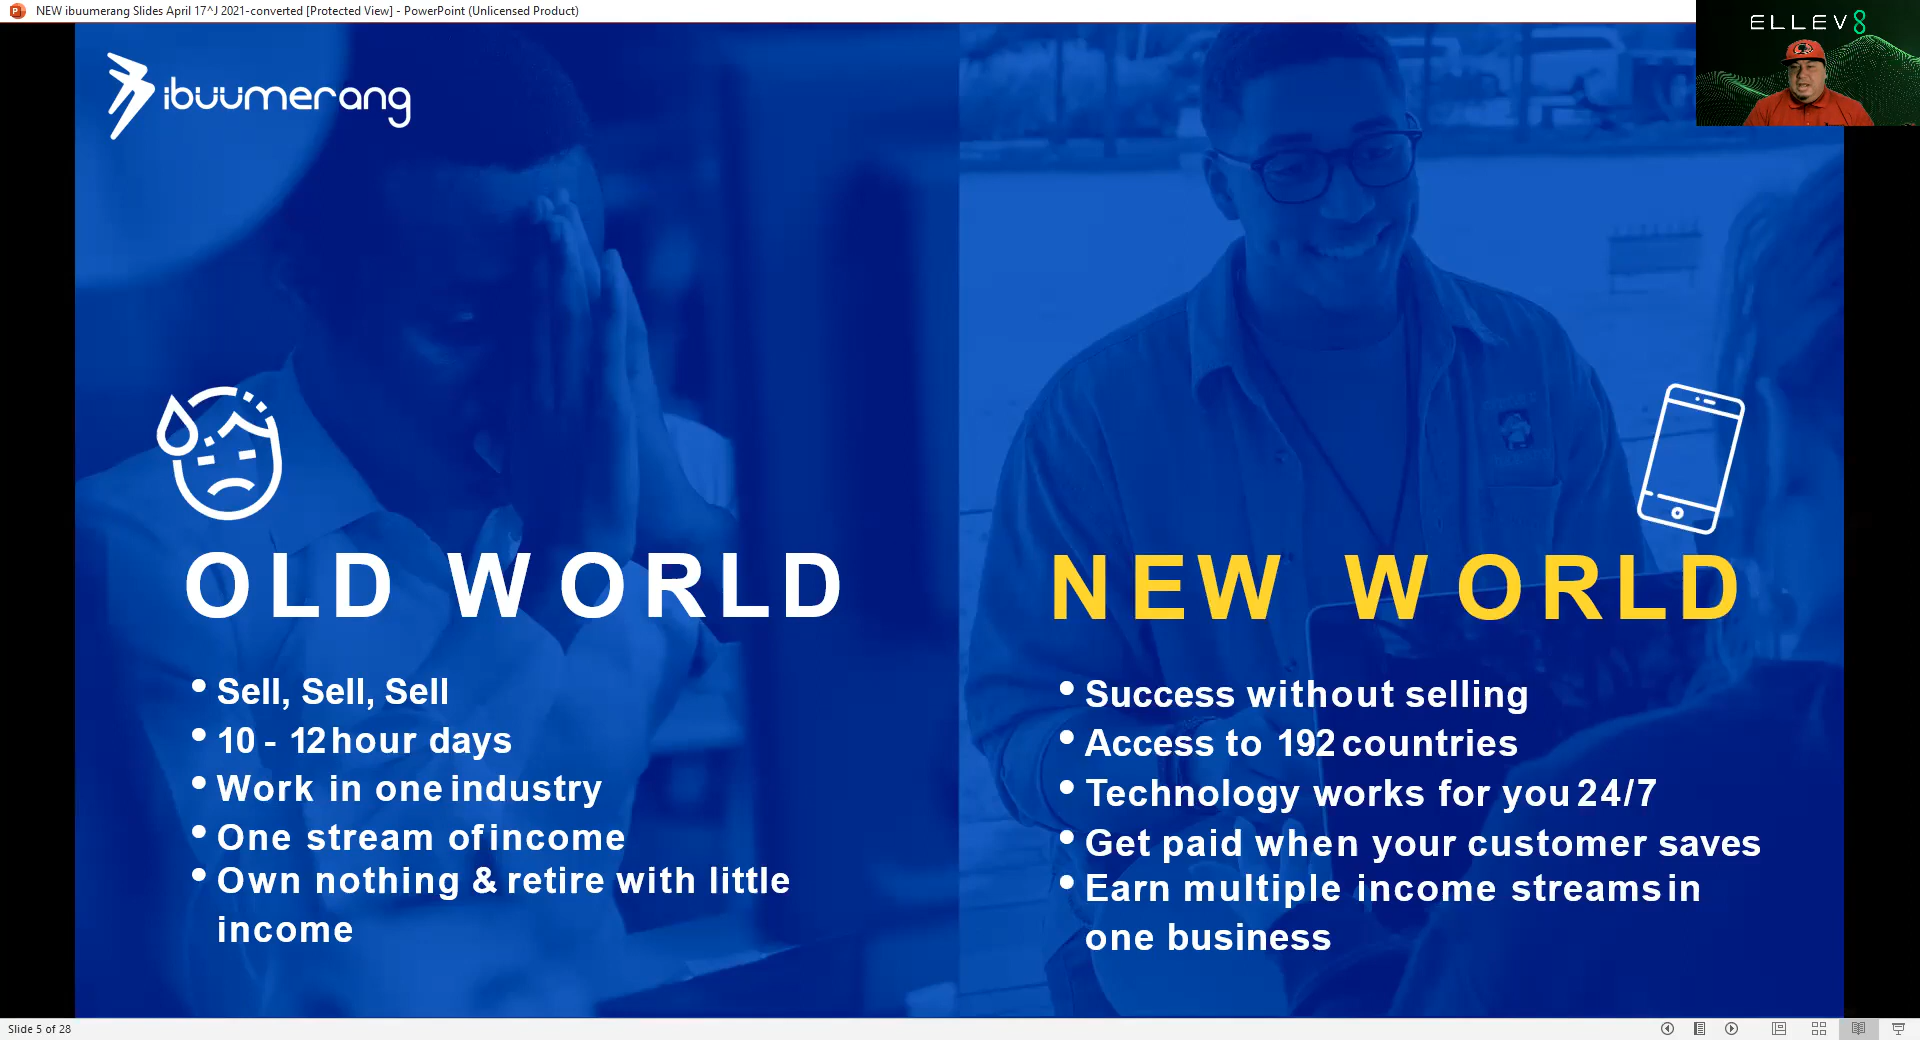 NEW ibuumerang Slides April 17^J 2021-converted [Protected View] - PowerPoint (Unlicensed Product)
ELLEV8
ibuumerang
OLD WORLD
• Sell, Sell, Sell
• 10 - 12 hour days
• Work in one industry
• One stream of income
• Own nothing & retire with little
income
NEW WORLD
• Success without selling
• Access to 192 countries
• Technology works for you 24/7
• Get paid when your customer saves
• Earn multiple income streams in
one business
Slide 5 of 28